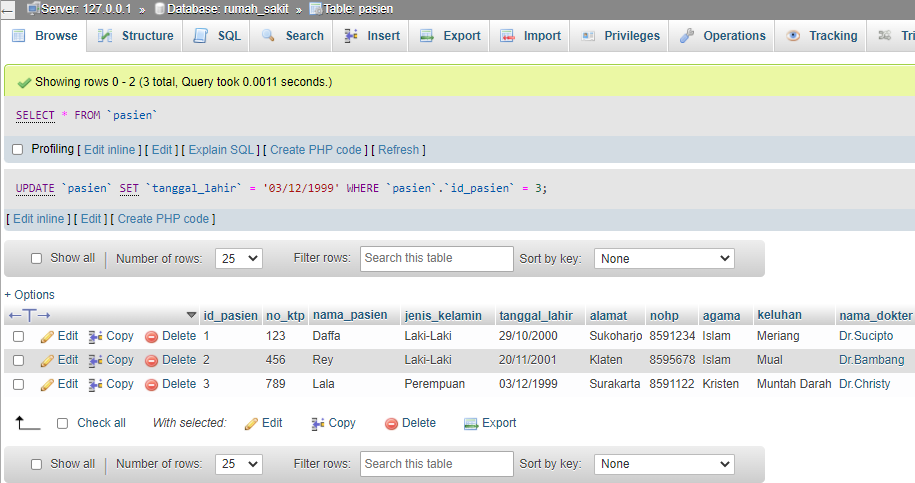 Server: 127.0.0.1 » Database: rumah_sakit » Table: pasien
Browse Structure SQL Search Insert Export Import Privileges Operations Tracking Tri
Showing rows 0 - 2 (3 total, Query took 0.0011 seconds.)
SELECT * FROM `pasien`
Profiling [ Edit inline ] [ Edit ] [ Explain SQL ] [ Create PHP code ] [ Refresh ]
UPDATE `pasien` SET `tanggal_lahir` = '03/12/1999' WHERE `pasien`.`id_pasien` = 3;
[ Edit inline ] [ Edit ] [ Create PHP code ]
Show all Number of rows: 25 Filter rows: Search this table Sort by key: None
+ Options
←T→ id_pasien no_ktp nama_pasien jenis_kelamin tanggal_lahir alamat nohp agama keluhan nama_dokter
Edit Copy Delete 1 123 Daffa Laki-Laki 29/10/2000 Sukoharjo 8591234 Islam Meriang Dr.Sucipto
Edit Copy Delete 2 456 Rey Laki-Laki 20/11/2001 Klaten 8595678 Islam Mual Dr.Bambang
Edit Copy Delete 3 789 Lala Perempuan 03/12/1999 Surakarta 8591122 Kristen Muntah Darah Dr.Christy
Check all With selected: Edit Copy Delete Export
Show all Number of rows: 25 Filter rows: Search this table Sort by key: None